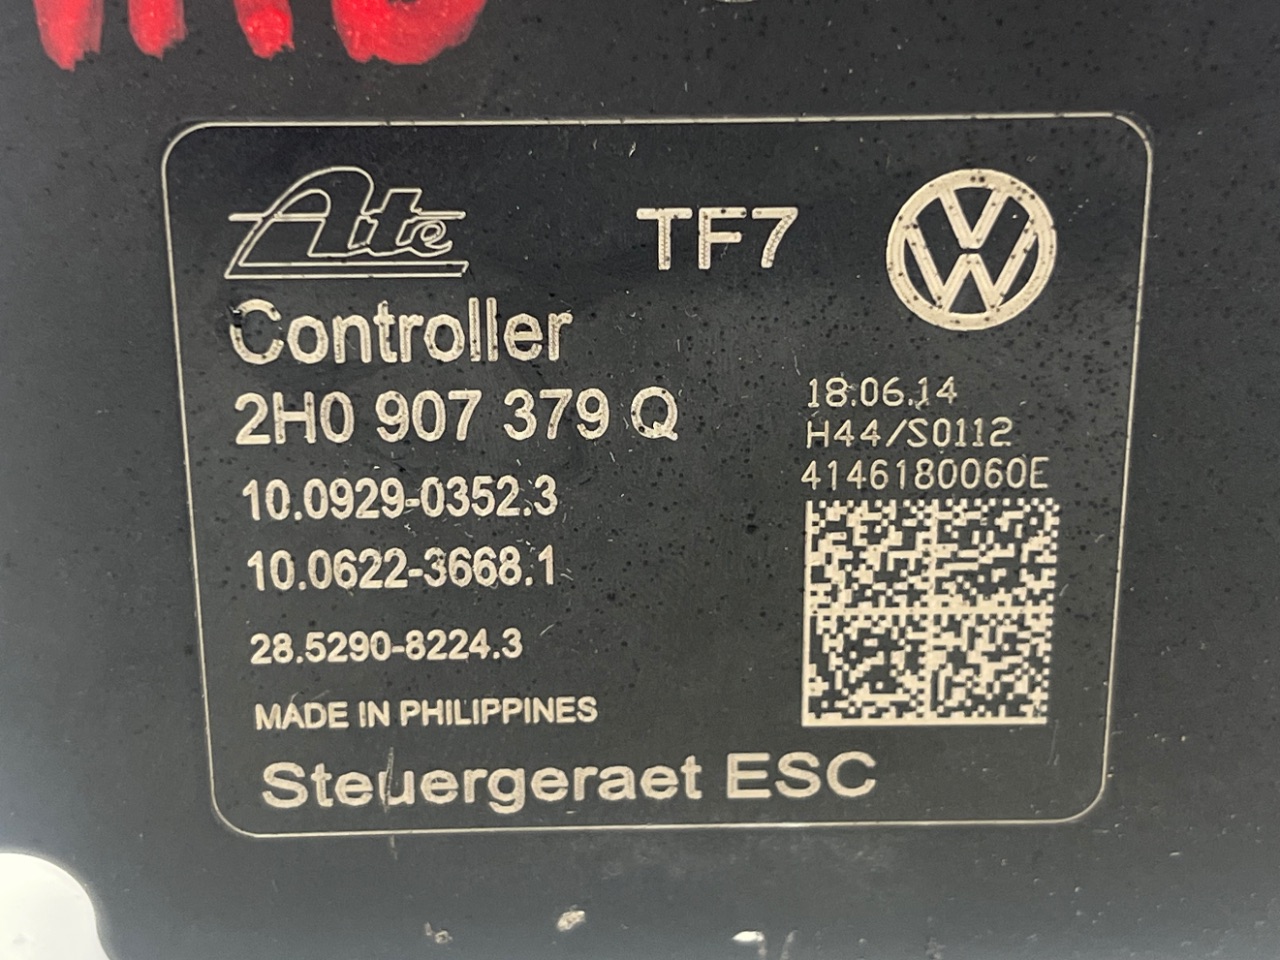 Ate
TF7
VW
Controller
2H0 907 379 Q
18.06.14
H44/S0112
4146180060E
10.0929-0352.3
10.0622-3668.1
28.5290-8224.3
MADE IN PHILIPPINES
Steuergeraet ESC